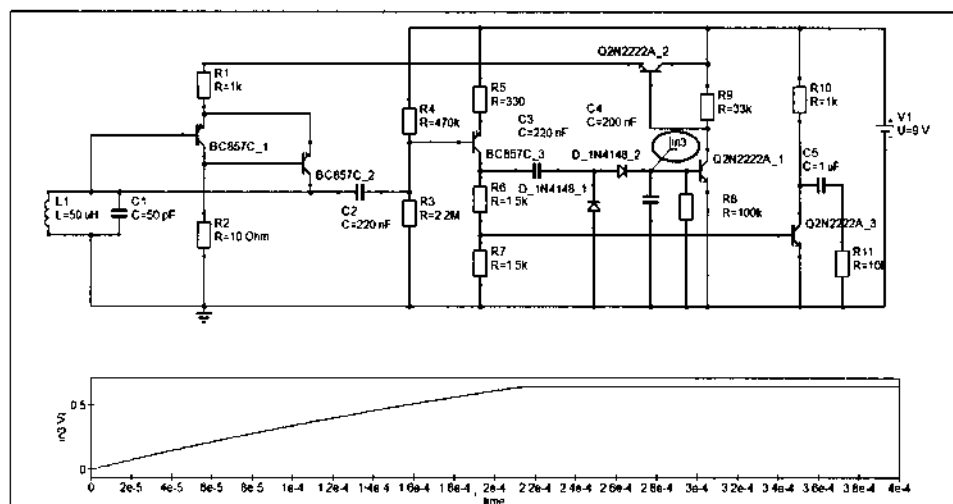 Q2N2222A_2
R1
R=1k
R4
R=470k
R5
R=330
C3
C=220 nF
C4
C=200 nF
R9
R=33k
R10
R=1k
V1
U=9 V
BC857C_1
BC857C_2
BC857C_3
D_1N4148_2
in3
Q2N2222A_1
C5
C=1 uF
L1
L=50 uH
C1
C=50 pF
R2
R=10 Ohm
C2
C=220 nF
R3
R=2.2M
R6
R=1.5k
D_1N4148_1
R8
R=100k
Q2N2222A_3
R7
R=1.5k
R11
in3.V
0.5
0
0 2e-5 4e-5 6e-5 8e-5 1e-4 1.2e-4 1.4e-4 1.6e-4 1.8e-4 2e-4 2.2e-4 2.4e-4 2.6e-4 2.8e-4 3e-4 3.2e-4 3.4e-4 3.6e-4 3.8e-4 4e-4
time